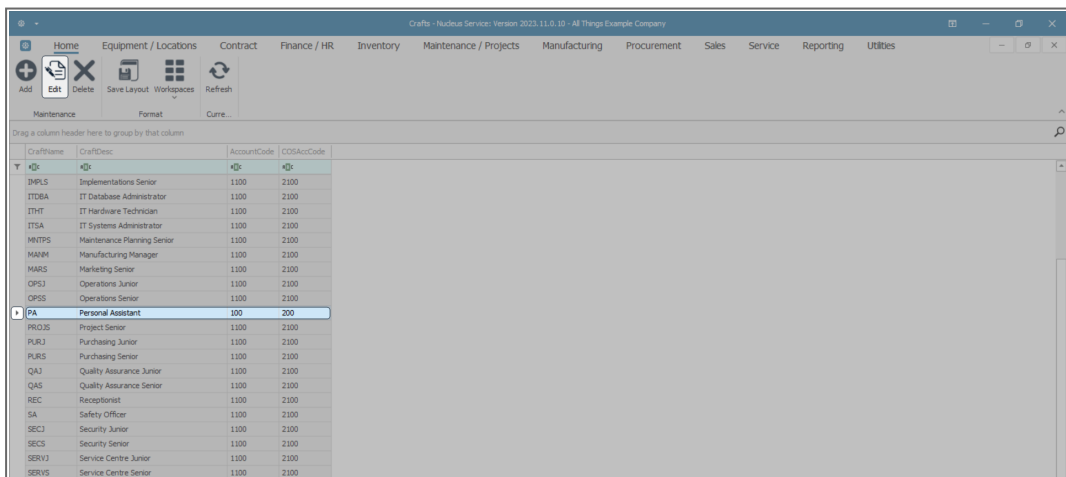 Crafts - Nucleus Service: Version 2023.11.0.10 - All Things Example Company
Home Equipment / Locations Contract Finance / HR Inventory Maintenance / Projects Manufacturing Procurement Sales Service Reporting Utilities
Add Edit Delete Save Layout Workspaces Refresh
Maintenance Format Curre...
Drag a column header here to group by that column
CraftName CraftDesc AccountCode COSAccCode
IMPLS Implementations Senior 1100 2100
ITDBA IT Database Administrator 1100 2100
ITHT IT Hardware Technician 1100 2100
ITSA IT Systems Administrator 1100 2100
MNTPS Maintenance Planning Senior 1100 2100
MANM Manufacturing Manager 1100 2100
MARS Marketing Senior 1100 2100
OPSJ Operations Junior 1100 2100
OPSS Operations Senior 1100 2100
PA Personal Assistant 100 200
PROJS Project Senior 1100 2100
PURJ Purchasing Junior 1100 2100
PURS Purchasing Senior 1100 2100
QAJ Quality Assurance Junior 1100 2100
QAS Quality Assurance Senior 1100 2100
REC Receptionist 1100 2100
SA Safety Officer 1100 2100
SECJ Security Junior 1100 2100
SECS Security Senior 1100 2100
SERVJ Service Centre Junior 1100 2100
SERVS Service Centre Senior 1100 2100